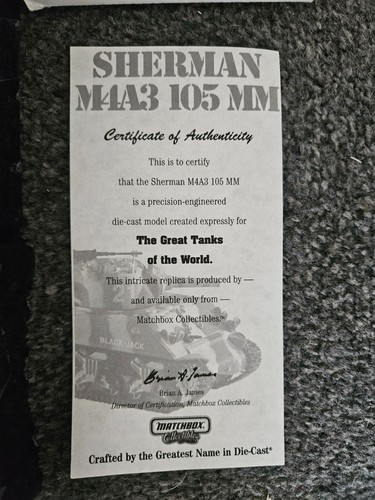 SHERMAN
M4A3 105 MM
Certificate of Authenticity
This is to certify
that the Sherman M4A3 105 MM
is a precision-engineered
die-cast model created expressly for
The Great Tanks
of the World.
This intricate replica is produced by —
and available only from —
Matchbox Collectibles.™
BLACK JACK
Brian A. James
Brian A. James
Director of Certification, Matchbox Collectibles
MATCHBOX
Collectibles
Crafted by the Greatest Name in Die-Cast®